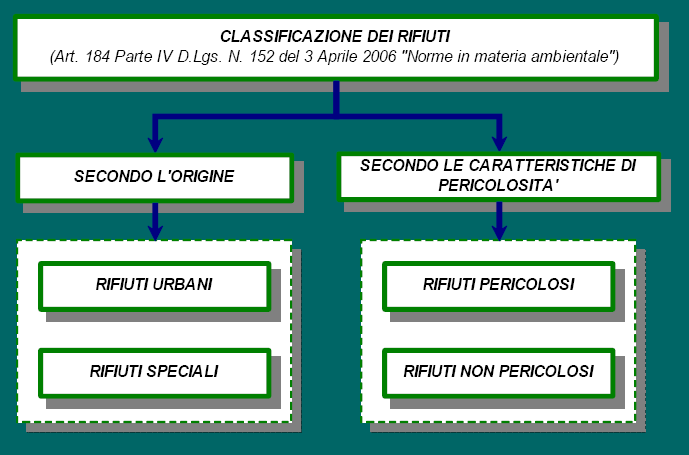 CLASSIFICAZIONE DEI RIFIUTI
(Art. 184 Parte IV D.Lgs. N. 152 del 3 Aprile 2006 "Norme in materia ambientale")
SECONDO L'ORIGINE
SECONDO LE CARATTERISTICHE DI
PERICOLOSITA'
RIFIUTI URBANI
RIFIUTI SPECIALI
RIFIUTI PERICOLOSI
RIFIUTI NON PERICOLOSI